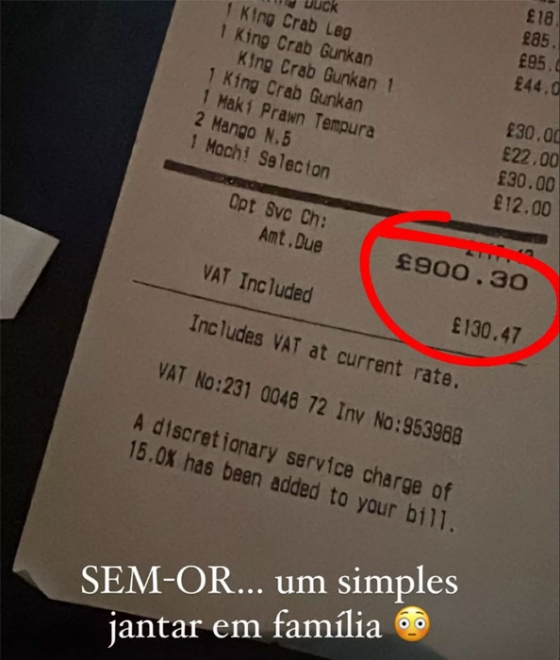 Duck £18.
1 King Crab Leg £85.
1 King Crab Gunkan £95.
King Crab Gunkan 1 £44.0
1 King Crab Gunkan
1 Maki Prawn Tempura £30.00
2 Mango N.5 £22.00
1 Mochi Selecion £30.00
£12.00
Opt Svc Ch:
Amt.Due £900.30
VAT Included £130.47
Includes VAT at current rate.
VAT No:231 0046 72 Inv No:953988
A discretionary service charge of
15.0% has been added to your bill.
SEM-OR... um simples
jantar em família 😳